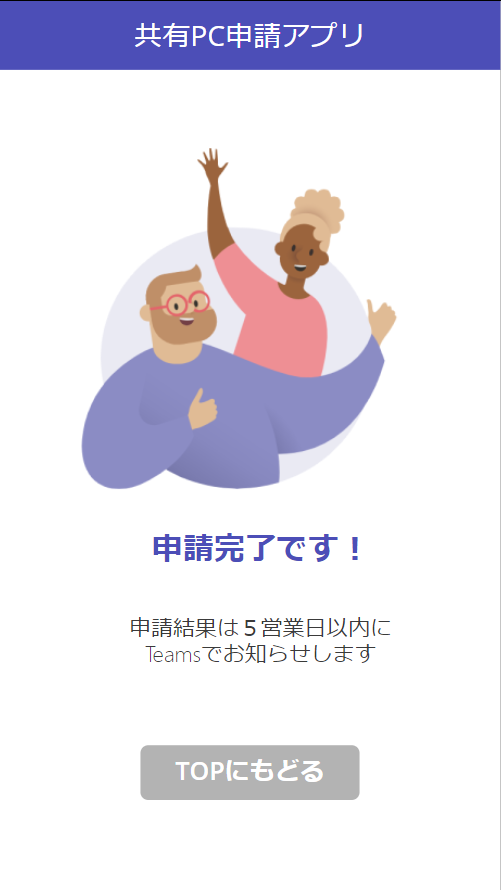 共有PC申請アプリ
申請完了です！
申請結果は５営業日以内に
Teamsでお知らせします
TOPにもどる